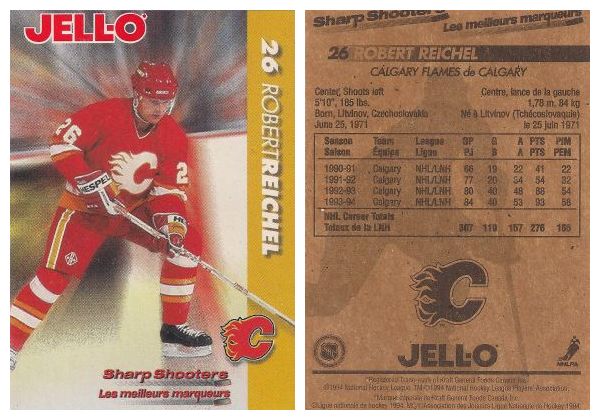 JELL-O
26 ROBERT REICHEL
26
26
HESPELER
C
C
Sharp Shooters
Les meilleurs marqueurs
Sharp Shooters
Les meilleurs marqueurs
26 ROBERT REICHEL
CALGARY FLAMES de CALGARY
Center, Shoots left Centre, lance de la gauche
5'10", 185 lbs. 1,78 m, 84 kg
Born, Litvinov, Czechoslovakia Né à Litvinov (Tchécoslovaquie)
June 25, 1971 le 25 juin 1971
Season Team League GP G A PTS PIM
Saison Équipe Ligue PJ B A PTS PEM
1990-91 Calgary NHL/LNH 66 19 22 41 22
1991-92 Calgary NHL/LNH 77 20 34 54 32
1992-93 Calgary NHL/LNH 80 40 48 88 54
1993-94 Calgary NHL/LNH 84 40 53 93 58
NHL Career Totals
Totaux de la LNH 307 119 157 276
C
NHL
JELL-O
NHLPA